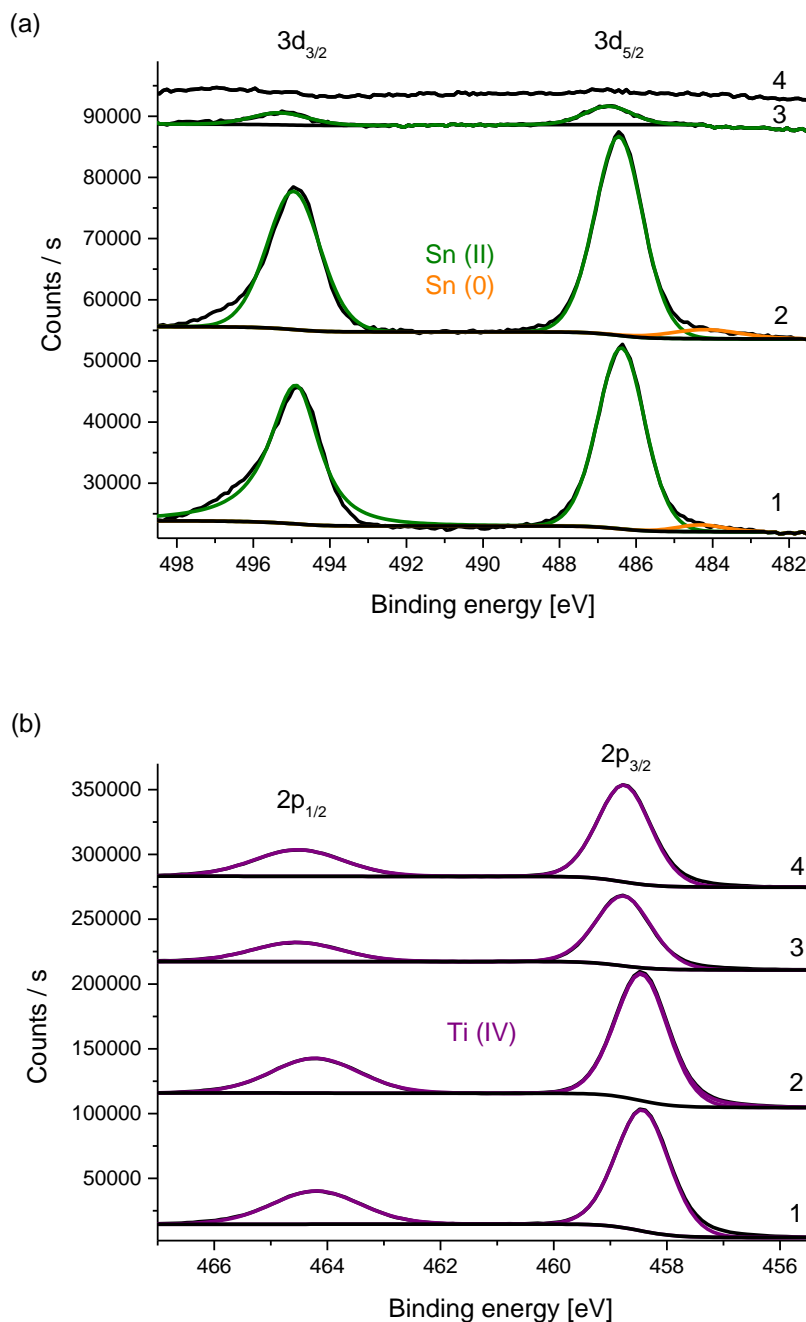 (a)
3d3/2 3d5/2
4
90000
3
80000
70000
Sn (II)
Sn (0)
60000
2
50000
40000
30000
1
Counts / s
498 496 494 492 490 488 486 484 482
Binding energy [eV]
(b)
2p3/2
350000
2p1/2
300000
4
250000
3
200000
Ti (IV)
150000
2
100000
50000
1
Counts / s
466 464 462 460 458 456
Binding energy [eV]